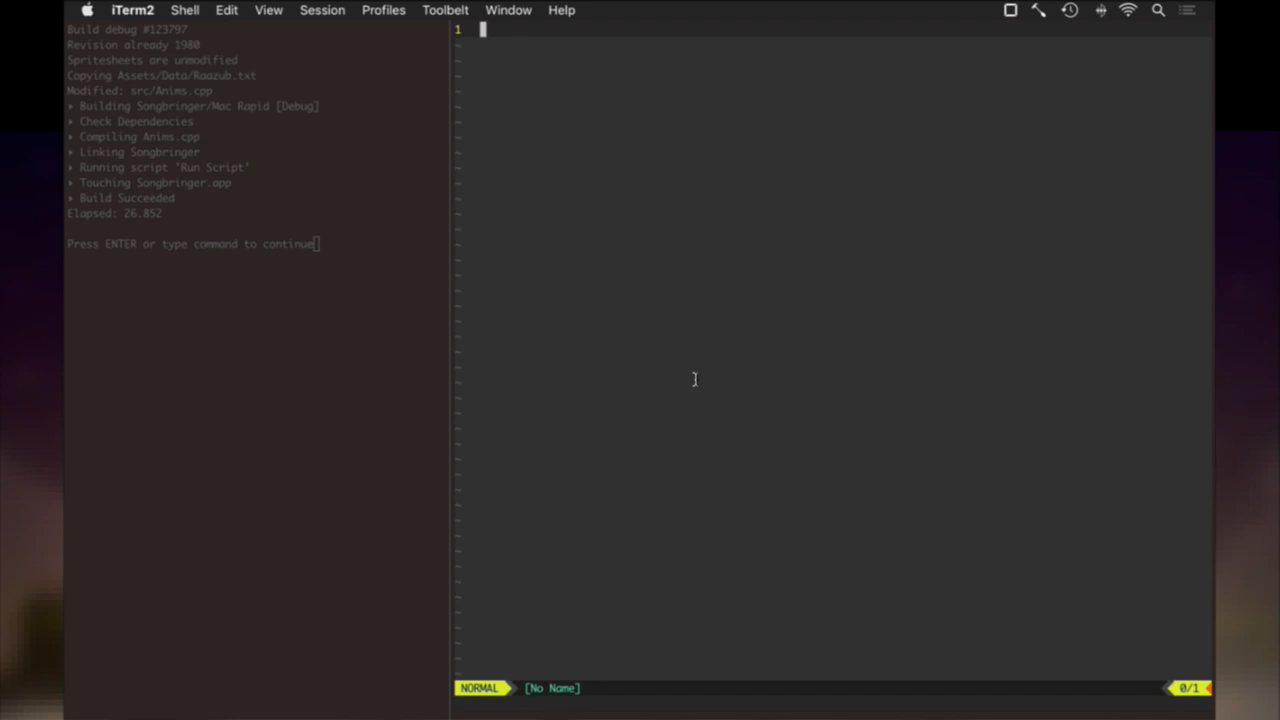 iTerm2 Shell Edit View Session Profiles Toolbelt Window Help
Build debug #123797
Revision already 1980
Spritesheets are unmodified
Copying Assets/Data/Raazub.txt
Modified: src/Anims.cpp
▸ Building Songbringer/Mac Rapid [Debug]
▸ Check Dependencies
▸ Compiling Anims.cpp
▸ Linking Songbringer
▸ Running script 'Run Script'
▸ Touching Songbringer.app
▸ Build Succeeded
Elapsed: 26.852
Press ENTER or type command to continue
1
NORMAL [No Name] 0/1